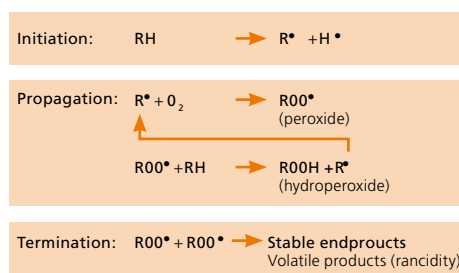 Initiation: RH → R• + H •
Propagation: R• + 0₂ → R00•
(peroxide)
R00• + RH → R00H + R•
(hydroperoxide)
Termination: R00• + R00 • → Stable endproucts
Volatile products (rancidity)